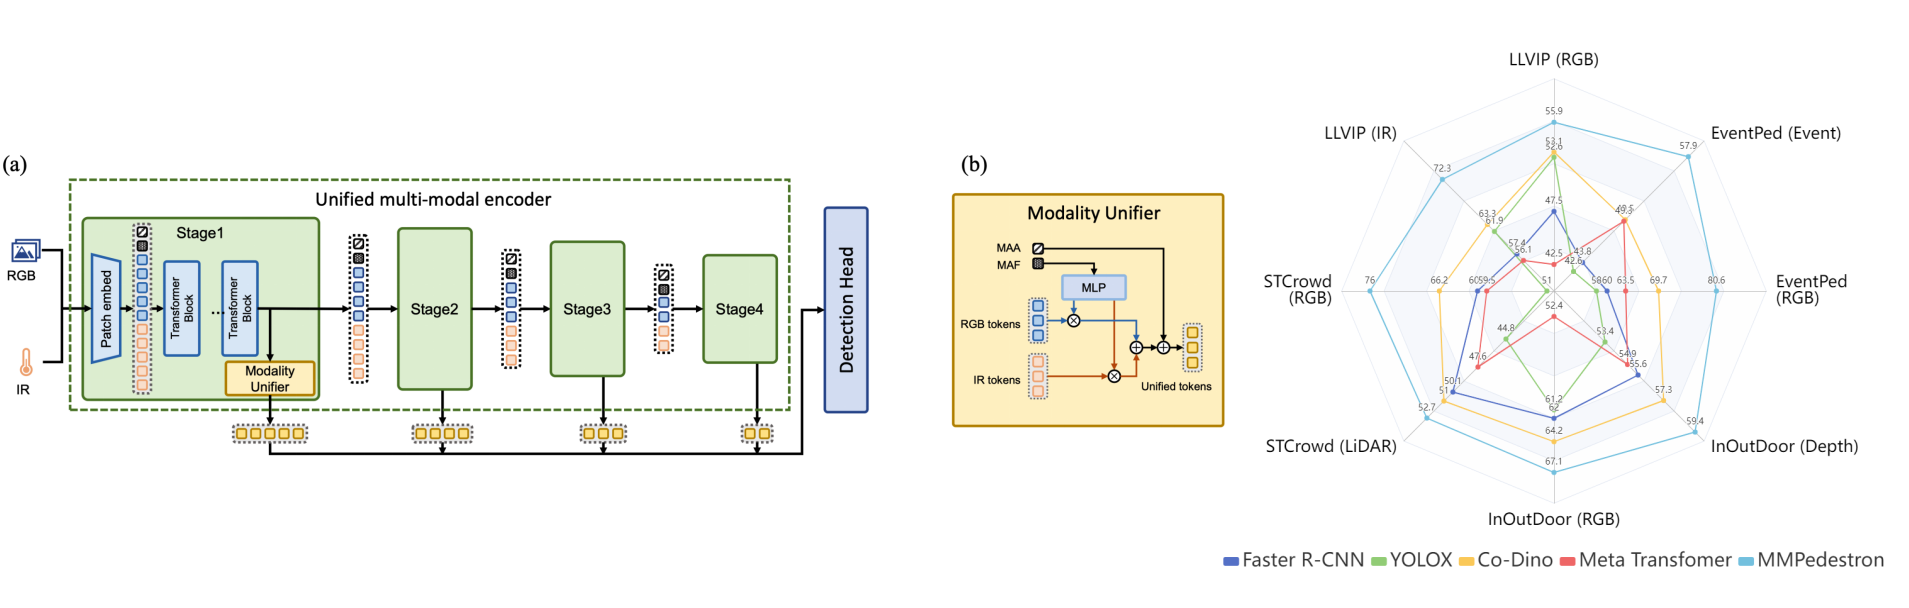 (a)
Unified multi-modal encoder
Stage1
RGB
IR
Patch embed
Transformer
Block
...
Transformer
Block
Modality
Unifier
Stage2
Stage3
Stage4
Detection Head
(b)
Modality Unifier
MAA
MAF
MLP
RGB tokens
IR tokens
Unified tokens
LLVIP (RGB)
EventPed (Event)
EventPed
(RGB)
InOutDoor (Depth)
InOutDoor (RGB)
STCrowd (LiDAR)
STCrowd
(RGB)
LLVIP (IR)
55.9
53.1
52.6
47.5
42.5
57.9
43.8
42.6
80.6
69.7
63.5
60
58
59.4
57.3
55.6
54.9
53.4
67.1
64.2
62
61.2
52.4
52.7
51
50.1
47.6
44.8
76
66.2
60
59.5
51
72.3
63.3
61.9
57.4
56.1
Faster R-CNN
YOLOX
Co-Dino
Meta Transfomer
MMPedestron